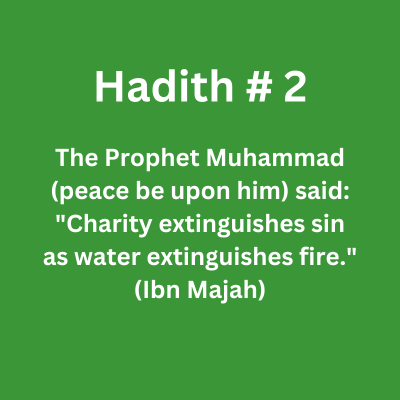 Hadith # 2
The Prophet Muhammad
(peace be upon him) said:
"Charity extinguishes sin
as water extinguishes fire."
(Ibn Majah)